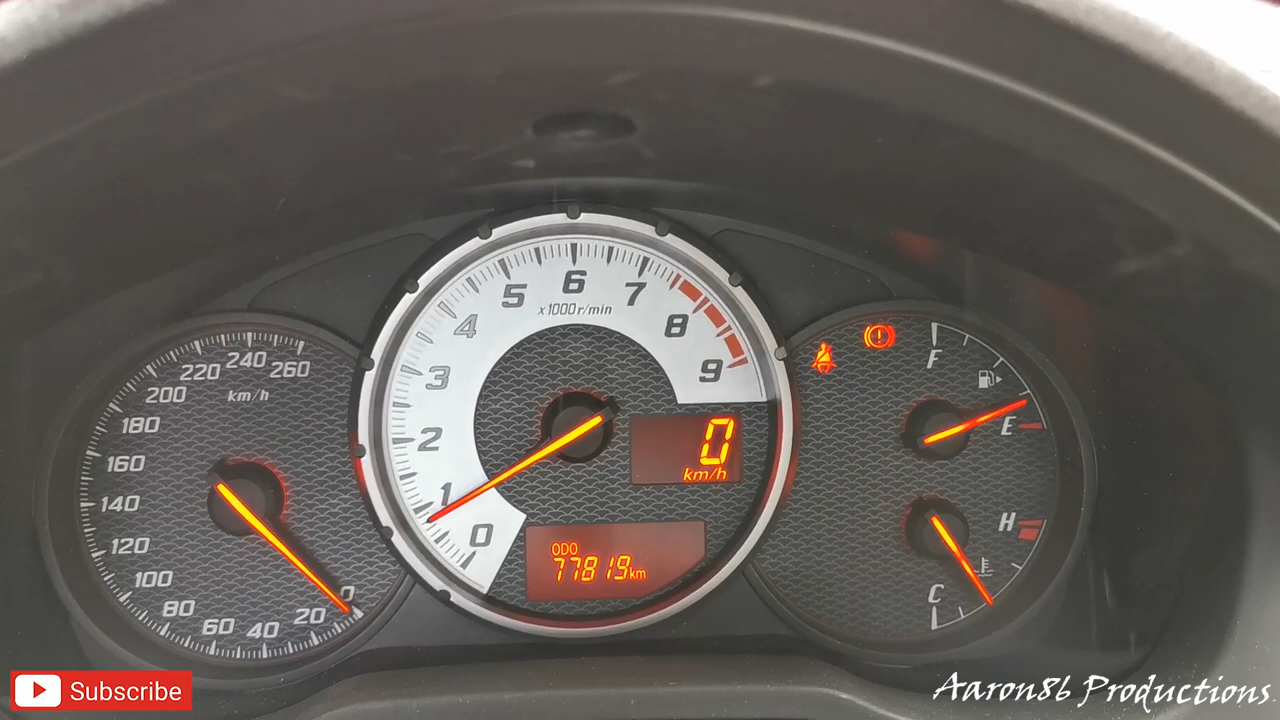 0
20
40
60
80
100
120
140
160
180
200
220
240
260
km/h
0
1
2
3
4
5
6
7
8
9
x1000r/min
0
km/h
ODO
77819km
F
E
H
C
Subscribe
Aaron86 Productions